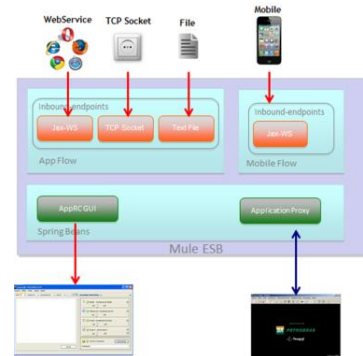 WebService
TCP Socket
File
Mobile
Inbound-endpoints
Jax-WS
TCP Socket
Text File
App Flow
Inbound-endpoints
Jax-WS
Mobile Flow
AppRC GUI
Application Proxy
Spring Beans
Mule ESB
PETROBRAS